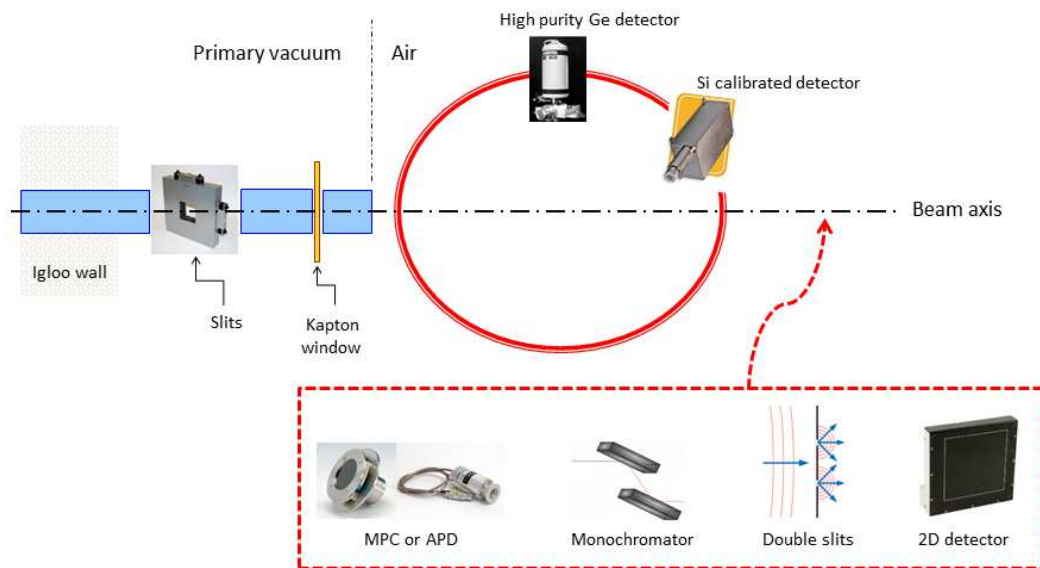 High purity Ge detector
Primary vacuum
Air
Si calibrated detector
Beam axis
Igloo wall
Slits
Kapton
window
MPC or APD
Monochromator
Double slits
2D detector